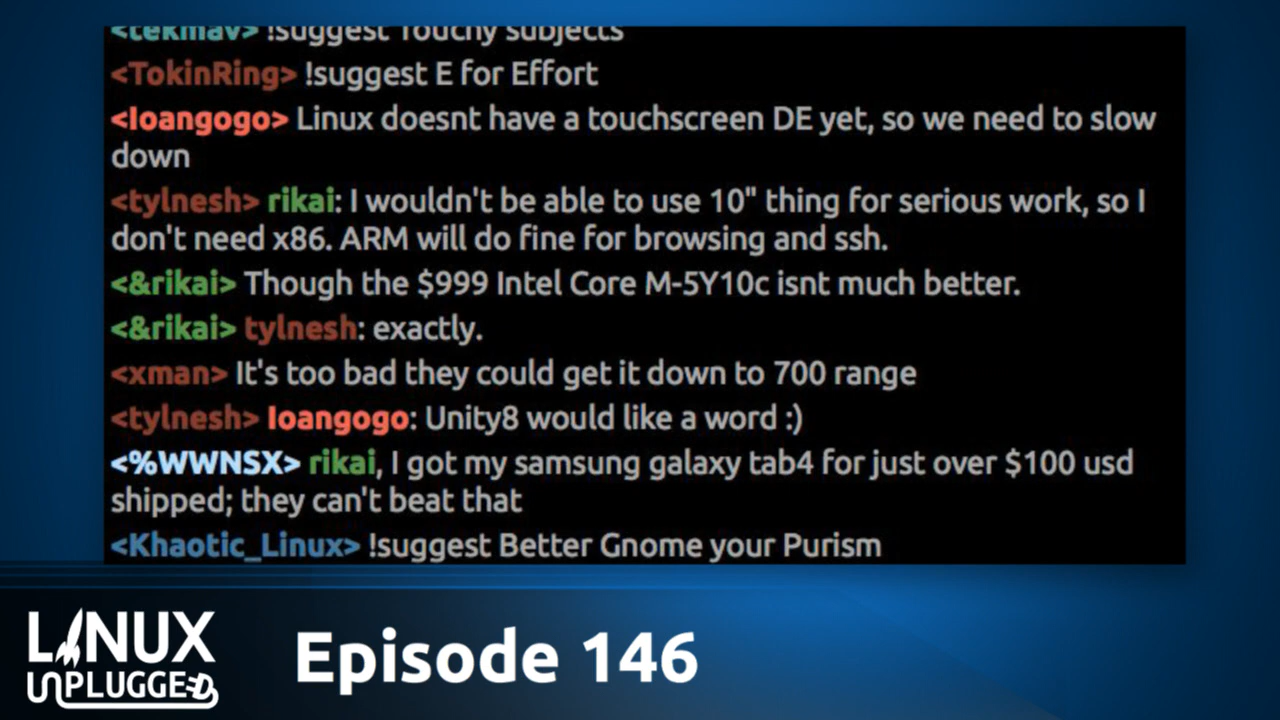 <tekmav> !suggest Touchy subjects
<TokinRing> !suggest E for Effort
<Ioangogo> Linux doesnt have a touchscreen DE yet, so we need to slow
down
<tylnesh> rikai: I wouldn't be able to use 10" thing for serious work, so I
don't need x86. ARM will do fine for browsing and ssh.
<&rikai> Though the $999 Intel Core M-5Y10c isnt much better.
<&rikai> tylnesh: exactly.
<xman> It's too bad they could get it down to 700 range
<tylnesh> Ioangogo: Unity8 would like a word :)
<%WWNSX> rikai, I got my samsung galaxy tab4 for just over $100 usd
shipped; they can't beat that
<Khaotic_Linux> !suggest Better Gnome your Purism
LINUX
UNPLUGGED
Episode 146